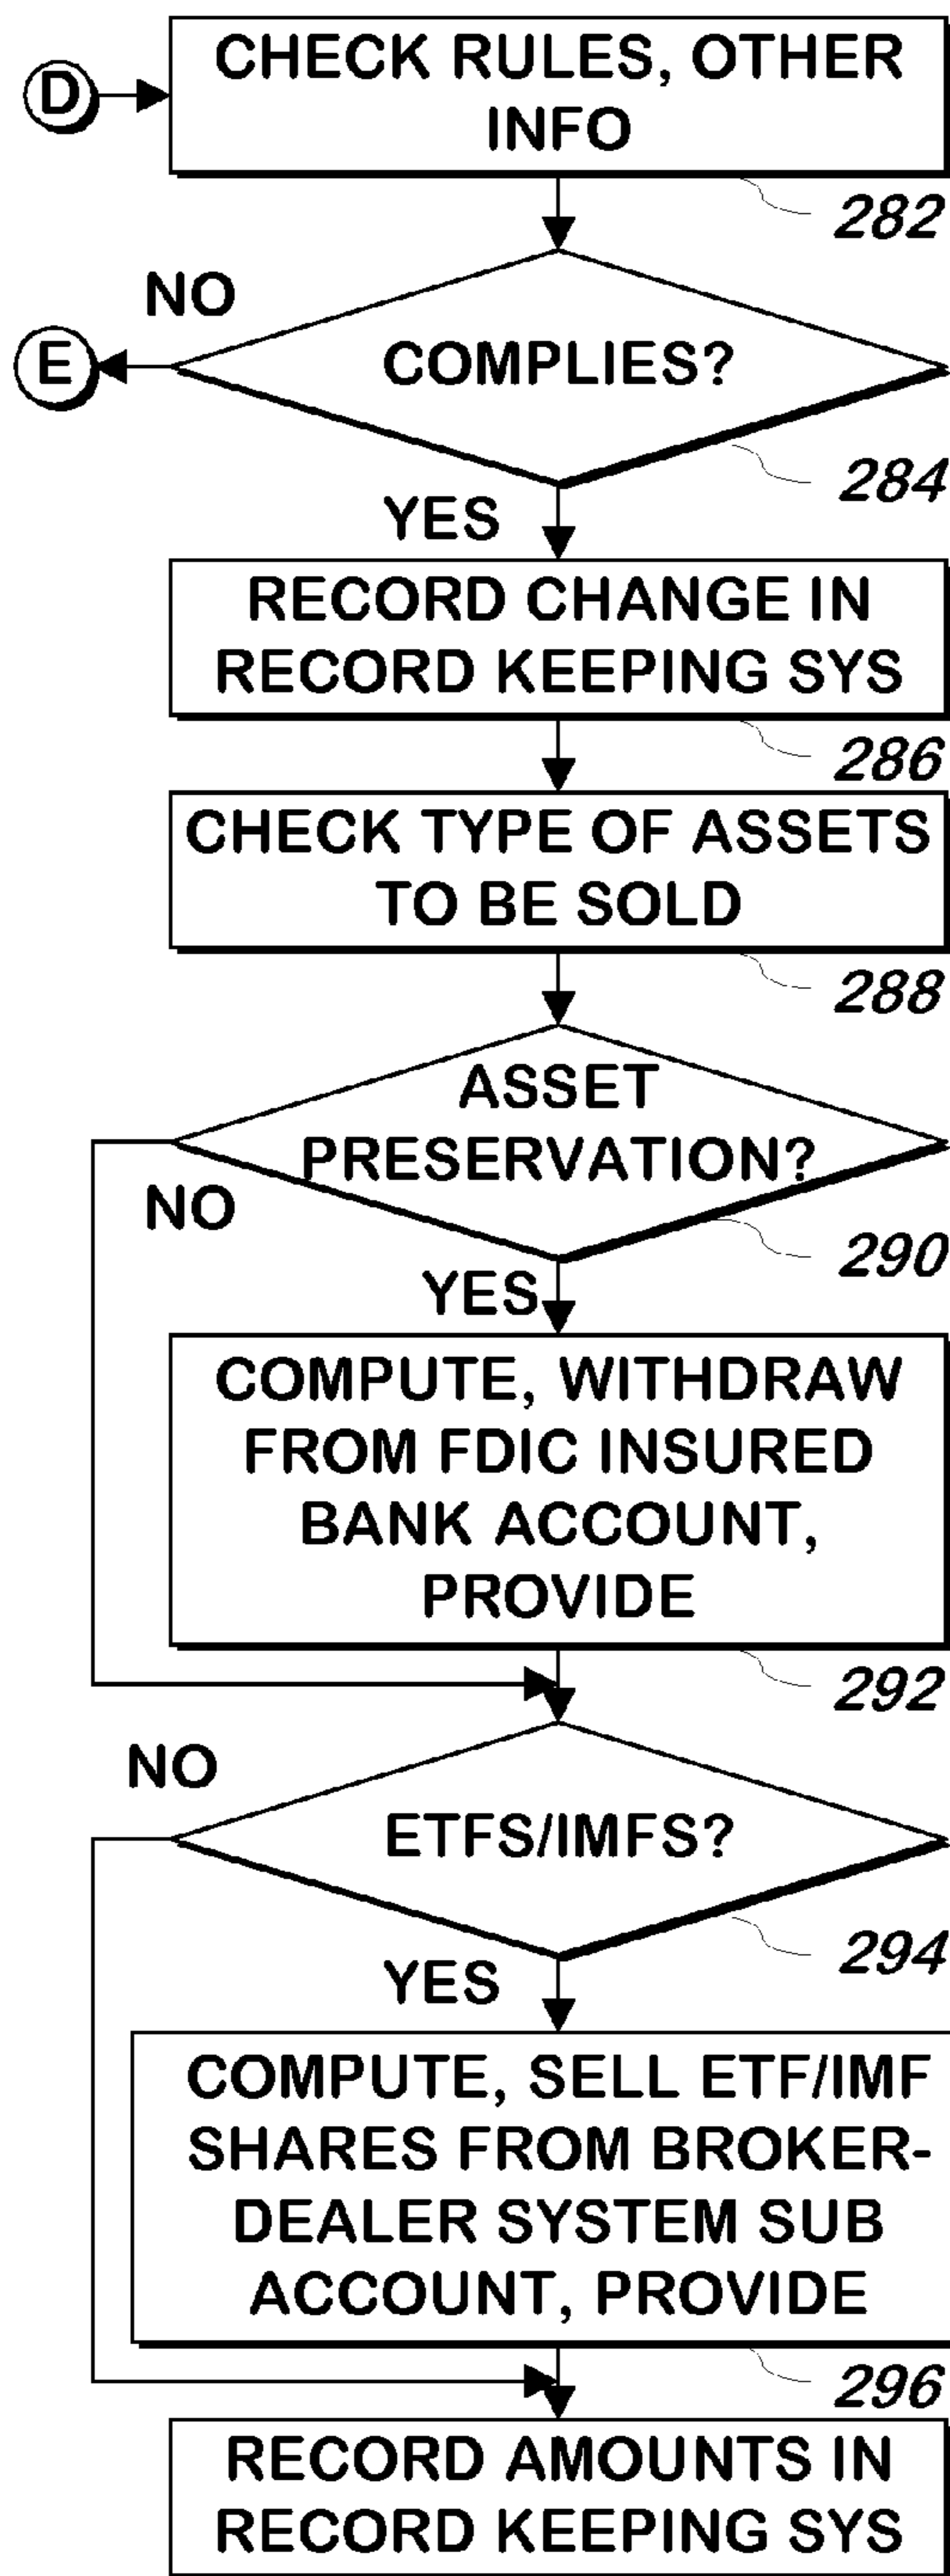 CHECK RULES, OTHER
INFO
D
282
NO
E
COMPLIES?
284
YES
RECORD CHANGE IN
RECORD KEEPING SYS
286
CHECK TYPE OF ASSETS
TO BE SOLD
288
ASSET
PRESERVATION?
NO
290
YES
COMPUTE, WITHDRAW
FROM FDIC INSURED
BANK ACCOUNT,
PROVIDE
292
NO
ETFS/IMFS?
294
YES
COMPUTE, SELL ETF/IMF
SHARES FROM BROKER-
DEALER SYSTEM SUB
ACCOUNT, PROVIDE
296
RECORD AMOUNTS IN
RECORD KEEPING SYS